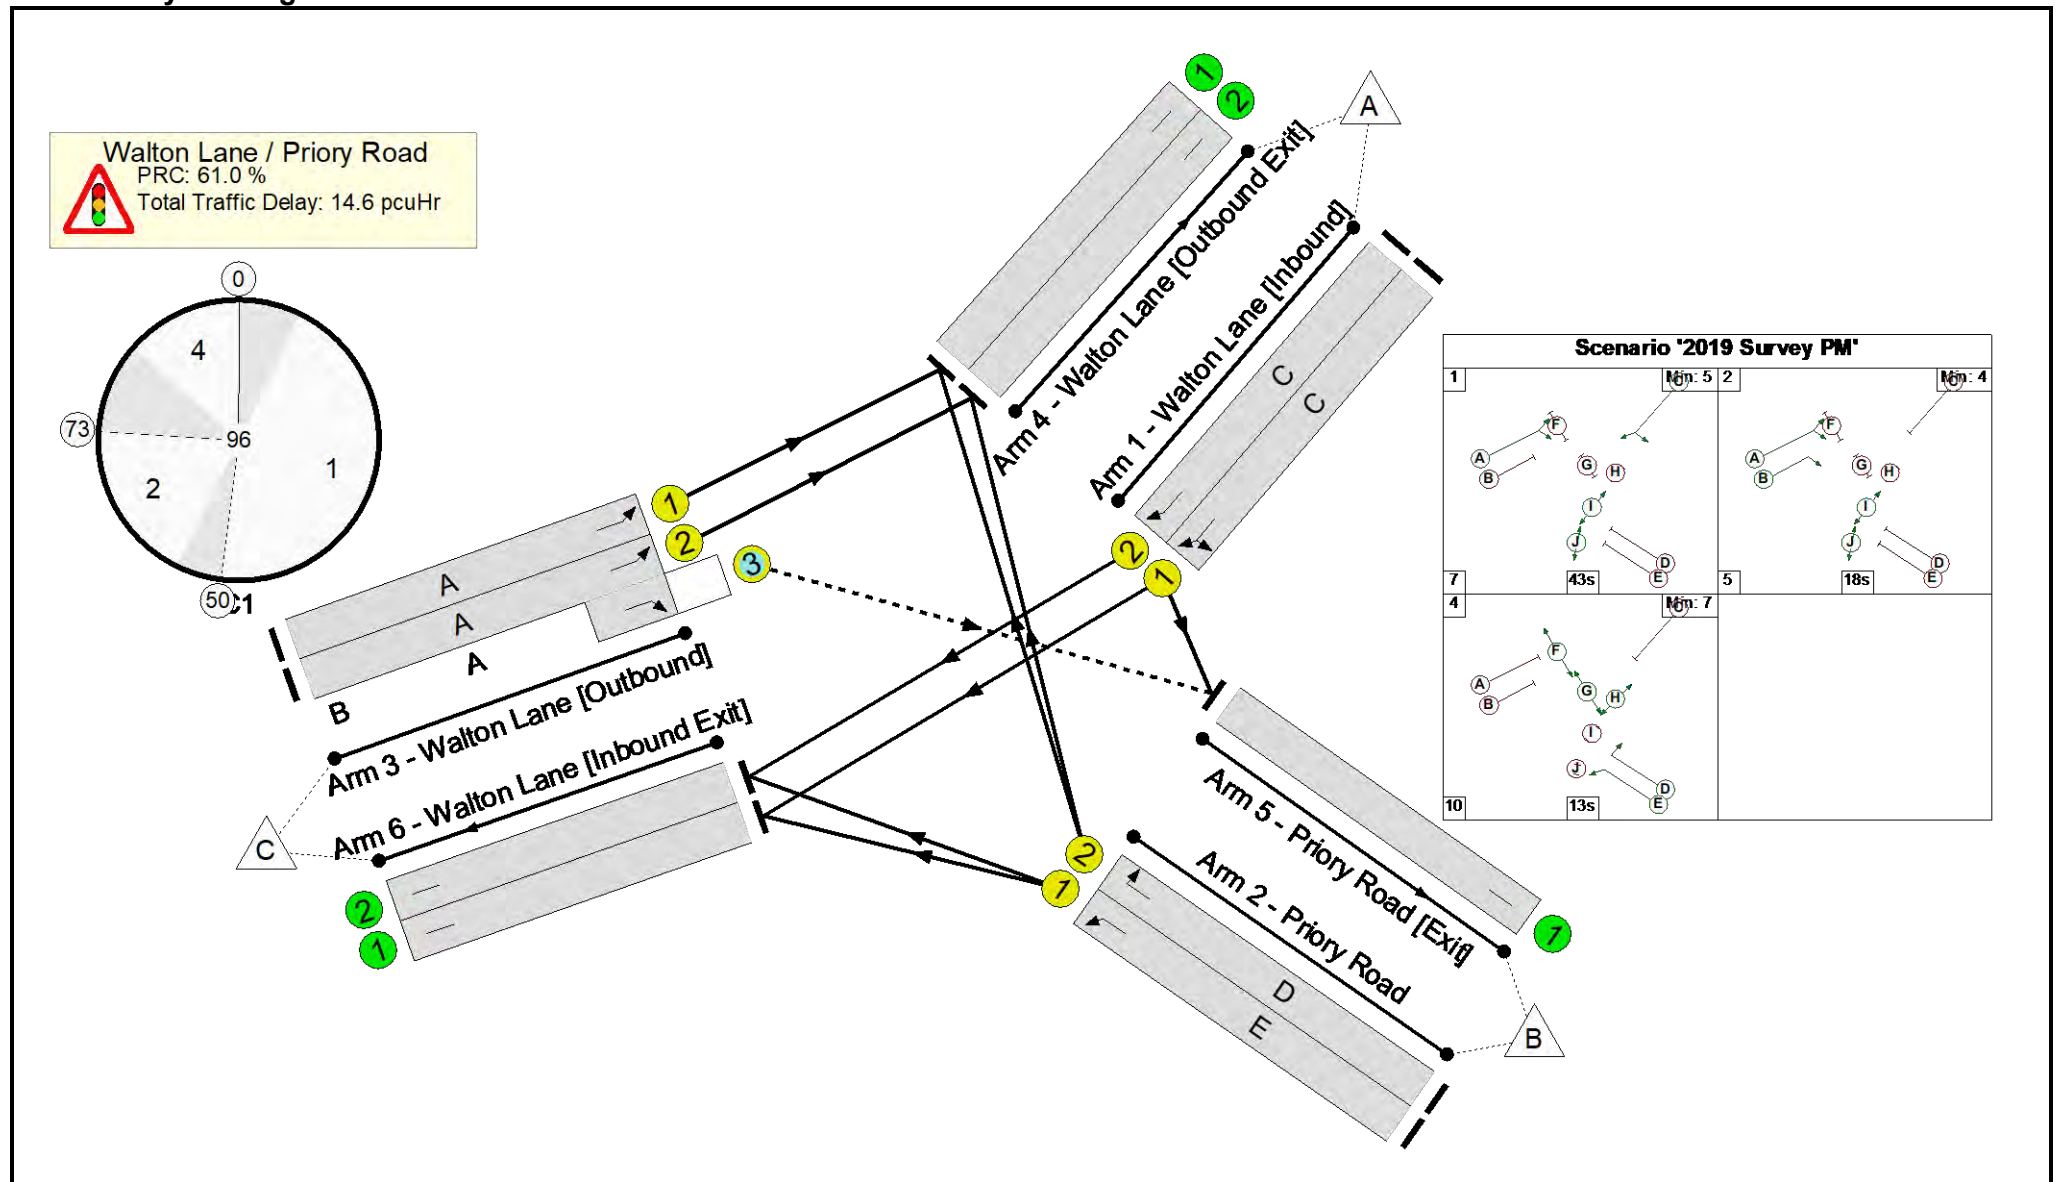 Walton Lane / Priory Road
PRC: 61.0 %
Total Traffic Delay: 14.6 pcuHr
0
4
1
96
73
2
50
C1
1
2
A
Arm 4 - Walton Lane [Outbound Exit]
Arm 1 - Walton Lane [Inbound]
C
C
2
1
A
A
A
B
1
2
3
Arm 3 - Walton Lane [Outbound]
Arm 6 - Walton Lane [Inbound Exit]
C
2
1
2
1
Arm 5 - Priory Road [Exit]
Arm 2 - Priory Road
D
E
1
B
Scenario '2019 Survey PM'
1
Min: 5
C
F
A
B
G
H
I
J
D
E
7
43s
2
Min: 4
C
F
A
B
G
H
I
J
D
E
5
18s
4
Min: 7
C
F
A
B
G
H
I
J
D
E
10
13s